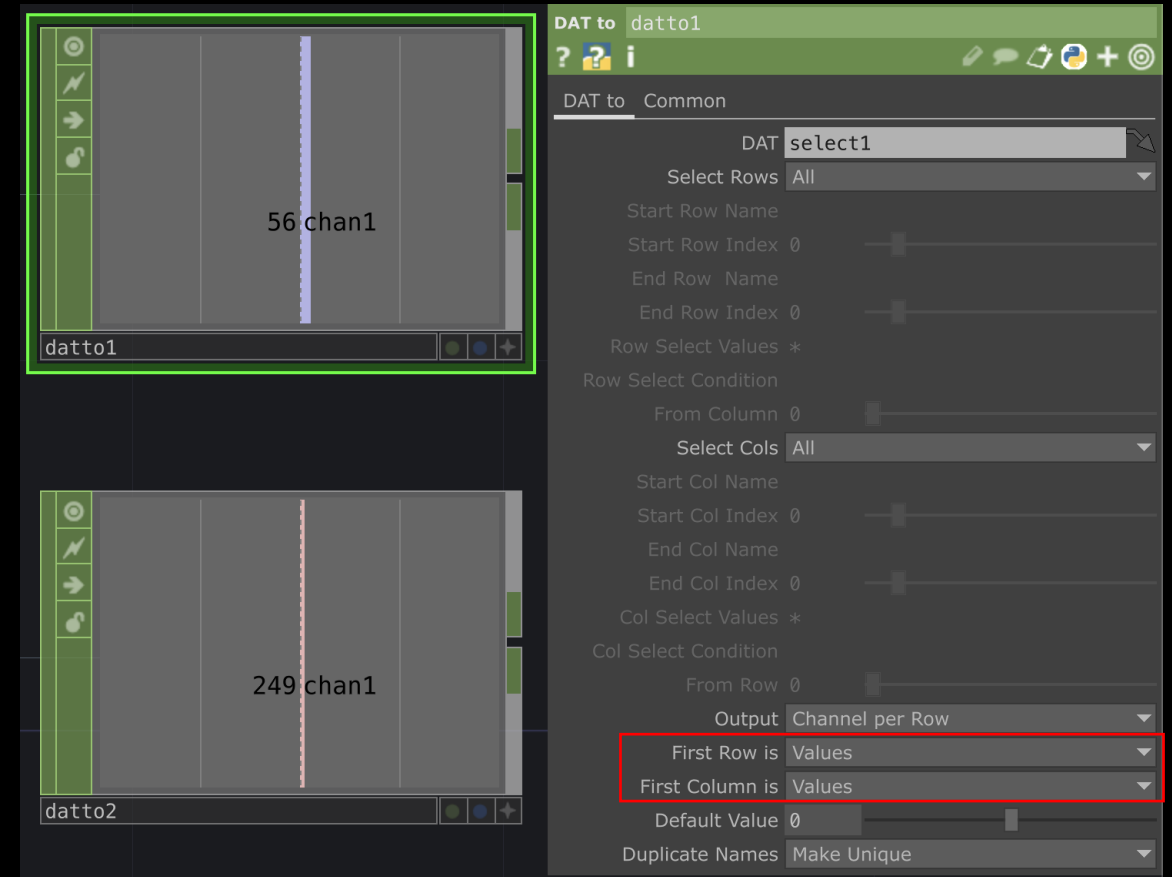 56 chan1
datto1
249 chan1
datto2
DAT to datto1
? ? i
DAT to Common
DAT select1
Select Rows All
Start Row Name
Start Row Index 0
End Row  Name
End Row Index 0
Row Select Values *
Row Select Condition
From Column 0
Select Cols All
Start Col Name
Start Col Index 0
End Col Name
End Col Index 0
Col Select Values *
Col Select Condition
From Row 0
Output Channel per Row
First Row is Values
First Column is Values
Default Value 0
Duplicate Names Make Unique